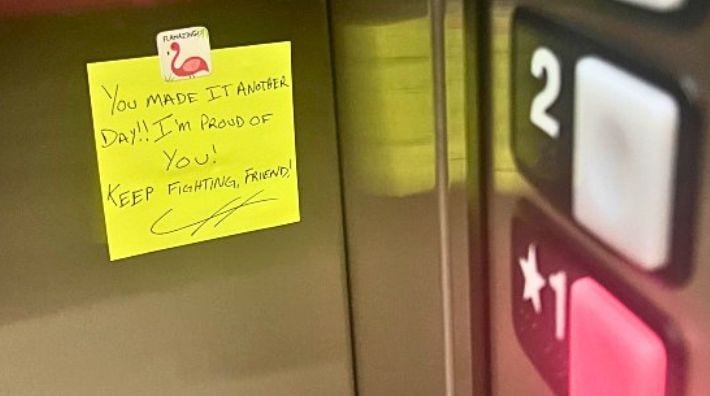 FLAMAZING!
YOU MADE IT ANOTHER
DAY!! I'M PROUD OF
YOU!
KEEP FIGHTING, FRIEND!
2
★1